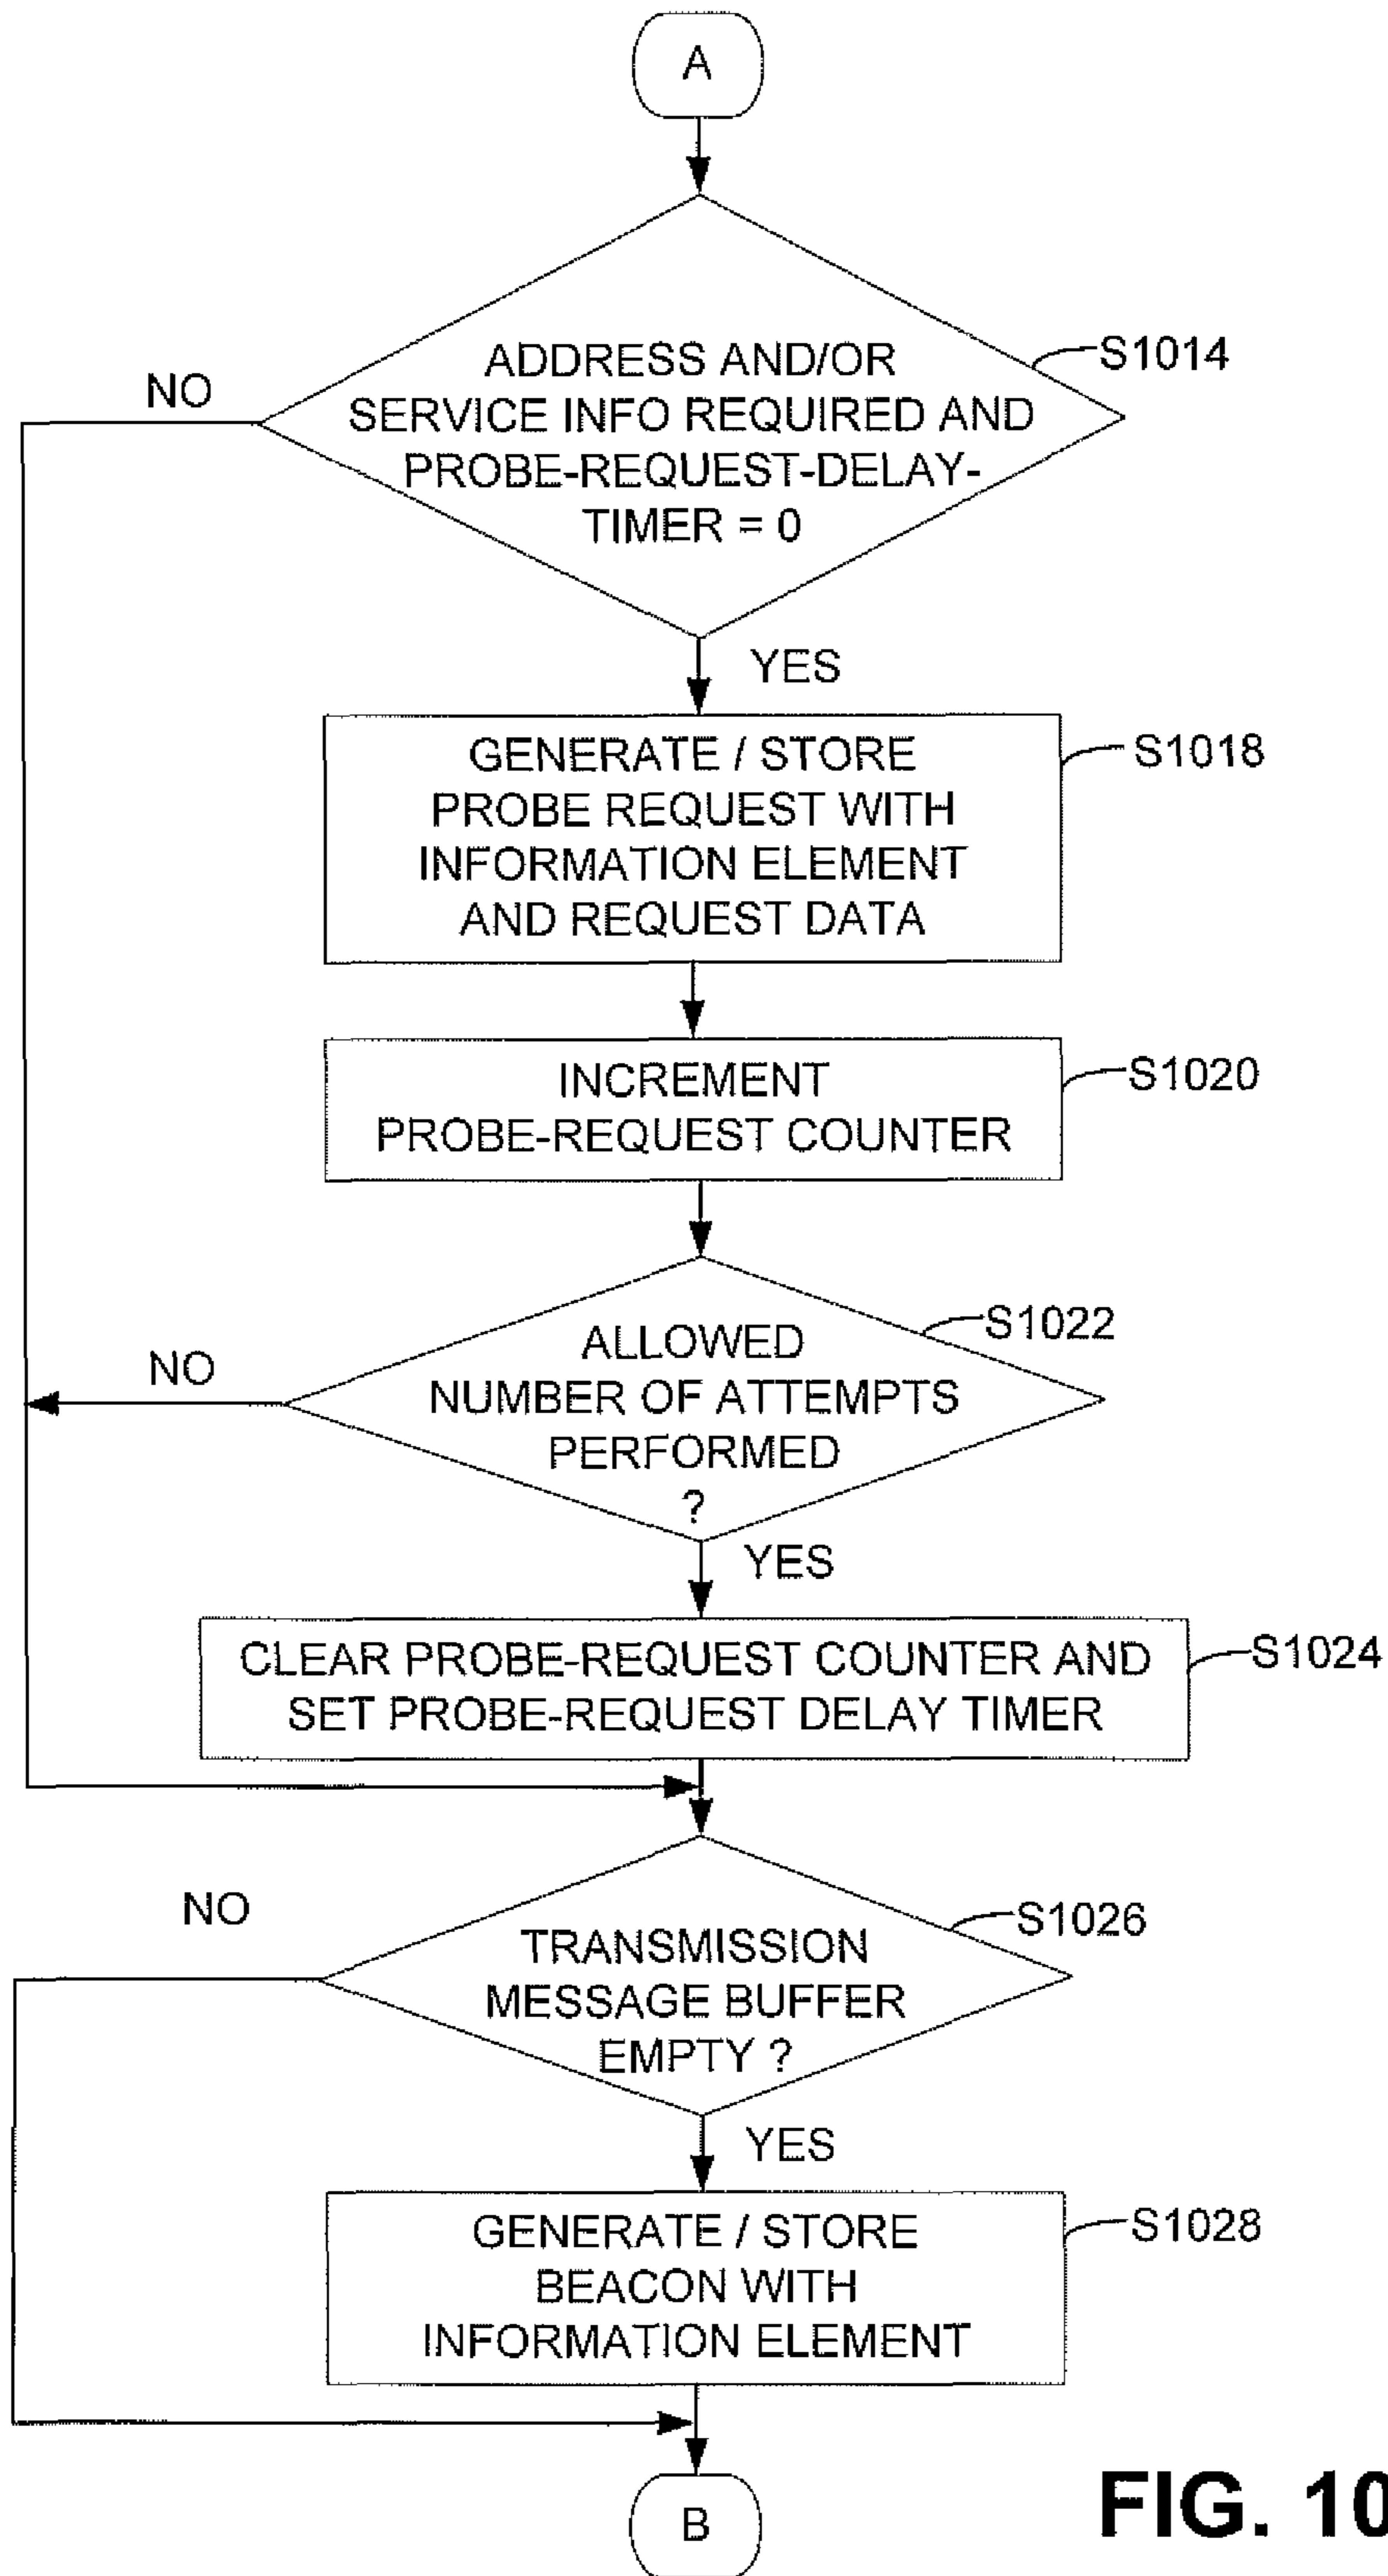 A
ADDRESS AND/OR
SERVICE INFO REQUIRED AND
PROBE-REQUEST-DELAY-
TIMER = 0
S1014
NO
YES
GENERATE / STORE
PROBE REQUEST WITH
INFORMATION ELEMENT
AND REQUEST DATA
S1018
INCREMENT
PROBE-REQUEST COUNTER
S1020
ALLOWED
NUMBER OF ATTEMPTS
PERFORMED
?
S1022
NO
YES
CLEAR PROBE-REQUEST COUNTER AND
SET PROBE-REQUEST DELAY TIMER
S1024
TRANSMISSION
MESSAGE BUFFER
EMPTY ?
S1026
NO
YES
GENERATE / STORE
BEACON WITH
INFORMATION ELEMENT
S1028
B
FIG. 10